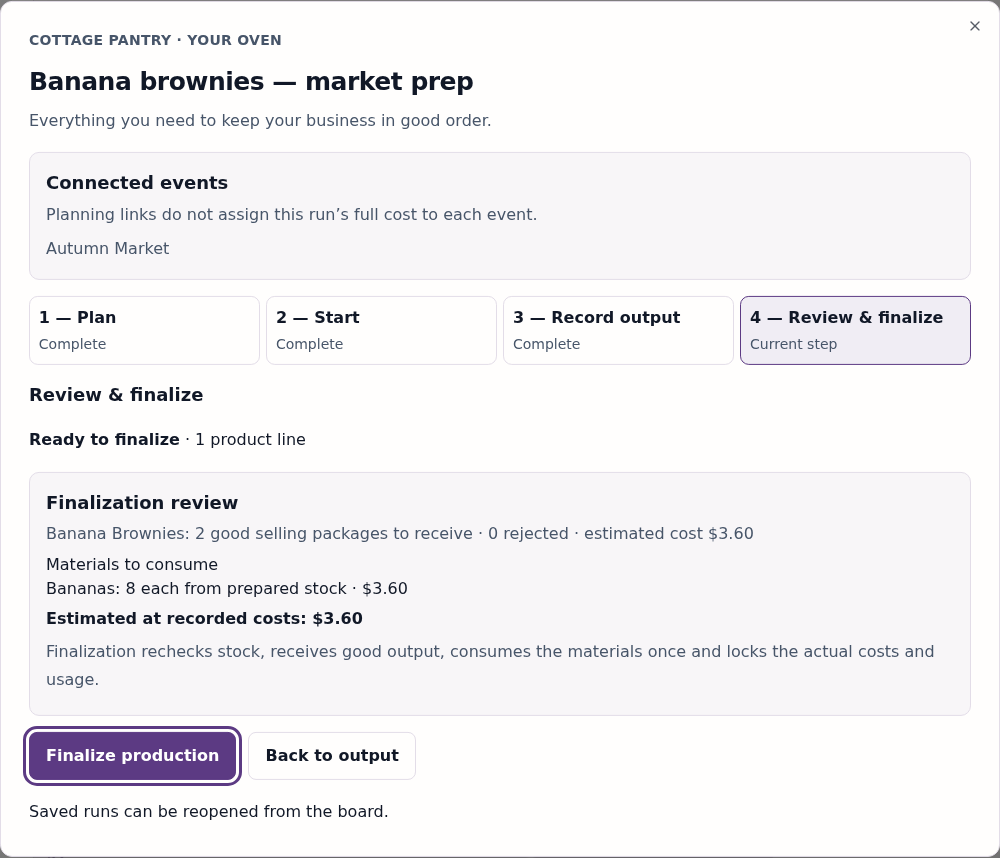 ×
COTTAGE PANTRY · YOUR OVEN
Banana brownies — market prep
Everything you need to keep your business in good order.
Connected events
Planning links do not assign this run’s full cost to each event.
Autumn Market
1 — Plan
Complete
2 — Start
Complete
3 — Record output
Complete
4 — Review & finalize
Current step
Review & finalize
Ready to finalize · 1 product line
Finalization review
Banana Brownies: 2 good selling packages to receive · 0 rejected · estimated cost $3.60
Materials to consume
Bananas: 8 each from prepared stock · $3.60
Estimated at recorded costs: $3.60
Finalization rechecks stock, receives good output, consumes the materials once and locks the actual costs and
usage.
Finalize production
Back to output
Saved runs can be reopened from the board.